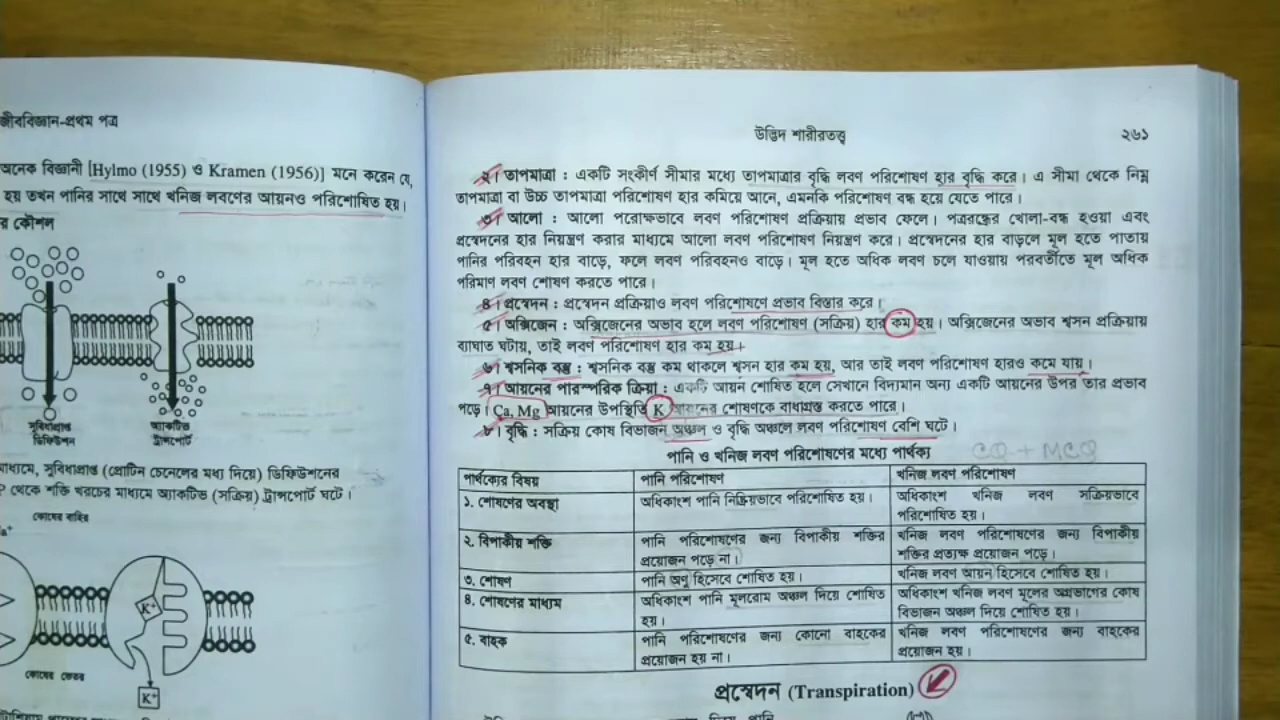 জীববিজ্ঞান-প্রথম পত্র
অনেক বিজ্ঞানী [Hylmo (1955) ও Kramen (1956)] মনে করেন যে,
হয় তখন পানির সাথে সাথে খনিজ লবণের আয়নও পরিশোষিত হয়।
র কৌশল
সুবিধাপ্রাপ্ত
ডিফিউশন
অ্যাকটিভ
ট্রান্সপোর্ট
মাধ্যমে, সুবিধাপ্রাপ্ত (প্রোটিন চেনেলের মধ্য দিয়ে) ডিফিউশনের
P থেকে শক্তি খরচের মাধ্যমে অ্যাকটিভ (সক্রিয়) ট্রান্সপোর্ট ঘটে।
কোষের বাহির
K⁺
কোষের ভেতর
K⁺
উদ্ভিদ শারীরতত্ত্ব ২৬১
২। তাপমাত্রা : একটি সংকীর্ণ সীমার মধ্যে তাপমাত্রার বৃদ্ধি লবণ পরিশোষণ হার বৃদ্ধি করে। এ সীমা থেকে নিম্ন
তাপমাত্রা বা উচ্চ তাপমাত্রা পরিশোষণ হার কমিয়ে আনে, এমনকি পরিশোষণ বন্ধ হয়ে যেতে পারে।
৩। আলো : আলো পরোক্ষভাবে লবণ পরিশোষণ প্রক্রিয়ায় প্রভাব ফেলে। পত্ররন্ধ্রের খোলা-বন্ধ হওয়া এবং
প্রস্বেদনের হার নিয়ন্ত্রণ করার মাধ্যমে আলো লবণ পরিশোষণ নিয়ন্ত্রণ করে। প্রস্বেদনের হার বাড়লে মূল হতে পাতায়
পানির পরিবহন হার বাড়ে, ফলে লবণ পরিবহনও বাড়ে। মূল হতে অধিক লবণ চলে যাওয়ায় পরবর্তীতে মূল অধিক
পরিমাণ লবণ শোষণ করতে পারে।
৪। প্রস্বেদন : প্রস্বেদন প্রক্রিয়াও লবণ পরিশোষণে প্রভাব বিস্তার করে।
৫। অক্সিজেন : অক্সিজেনের অভাব হলে লবণ পরিশোষণ (সক্রিয়) হার কম হয়। অক্সিজেনের অভাব শ্বসন প্রক্রিয়ায়
ব্যাঘাত ঘটায়, তাই লবণ পরিশোষণ হার কম হয়।
৬। শ্বসনিক বস্তু : শ্বসনিক বস্তু কম থাকলে শ্বসন হার কম হয়, আর তাই লবণ পরিশোষণ হারও কমে যায়।
৭। আয়নের পারস্পরিক ক্রিয়া : একটি আয়ন শোষিত হলে সেখানে বিদ্যমান অন্য একটি আয়নের উপর তার প্রভাব
পড়ে। Ca, Mg আয়নের উপস্থিতি K আয়নের শোষণকে বাধাগ্রস্ত করতে পারে।
৮। বৃদ্ধি : সক্রিয় কোষ বিভাজন অঞ্চল ও বৃদ্ধি অঞ্চলে লবণ পরিশোষণ বেশি ঘটে।
পানি ও খনিজ লবণ পরিশোষণের মধ্যে পার্থক্য CQ + MCQ
পার্থক্যের বিষয় পানি পরিশোষণ খনিজ লবণ পরিশোষণ
১. শোষণের অবস্থা অধিকাংশ পানি নিষ্ক্রিয়ভাবে পরিশোষিত হয়। অধিকাংশ খনিজ লবণ সক্রিয়ভাবে
পরিশোষিত হয়।
২. বিপাকীয় শক্তি পানি পরিশোষণের জন্য বিপাকীয় শক্তির খনিজ লবণ পরিশোষণের জন্য বিপাকীয়
প্রয়োজন পড়ে না। শক্তির প্রত্যক্ষ প্রয়োজন পড়ে।
৩. শোষণ পানি অণু হিসেবে শোষিত হয়। খনিজ লবণ আয়ন হিসেবে শোষিত হয়।
৪. শোষণের মাধ্যম অধিকাংশ পানি মূলরোম অঞ্চল দিয়ে শোষিত অধিকাংশ খনিজ লবণ মূলের অগ্রভাগের কোষ
হয়। বিভাজন অঞ্চল দিয়ে শোষিত হয়।
৫. বাহক পানি পরিশোষণের জন্য কোনো বাহকের খনিজ লবণ পরিশোষণের জন্য বাহকের
প্রয়োজন হয় না। প্রয়োজন হয়।
প্রস্বেদন (Transpiration)